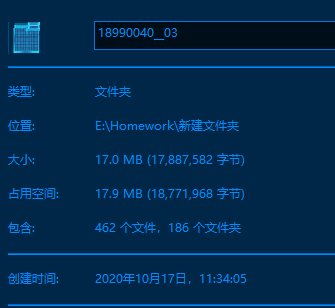 18990040__03
类型: 文件夹
位置: E:\Homework\新建文件夹
大小: 17.0 MB (17,887,582 字节)
占用空间: 17.9 MB (18,771,968 字节)
包含: 462 个文件，186 个文件夹
创建时间: 2020年10月17日，11:34:05